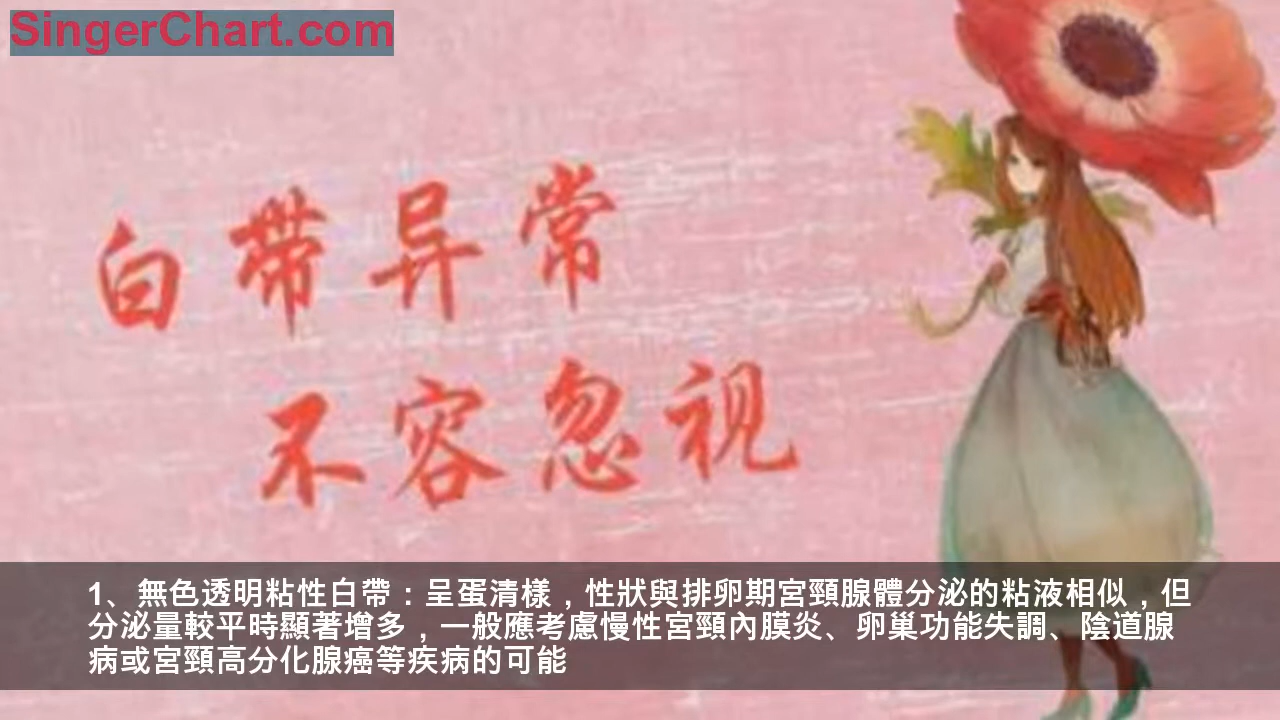 SingerChart.com
白带异常
不容忽视
1、無色透明粘性白帶：呈蛋清樣，性狀與排卵期宮頸腺體分泌的粘液相似，但
分泌量較平時顯著增多，一般應考慮慢性宮頸內膜炎、卵巢功能失調、陰道腺
病或宮頸高分化腺癌等疾病的可能